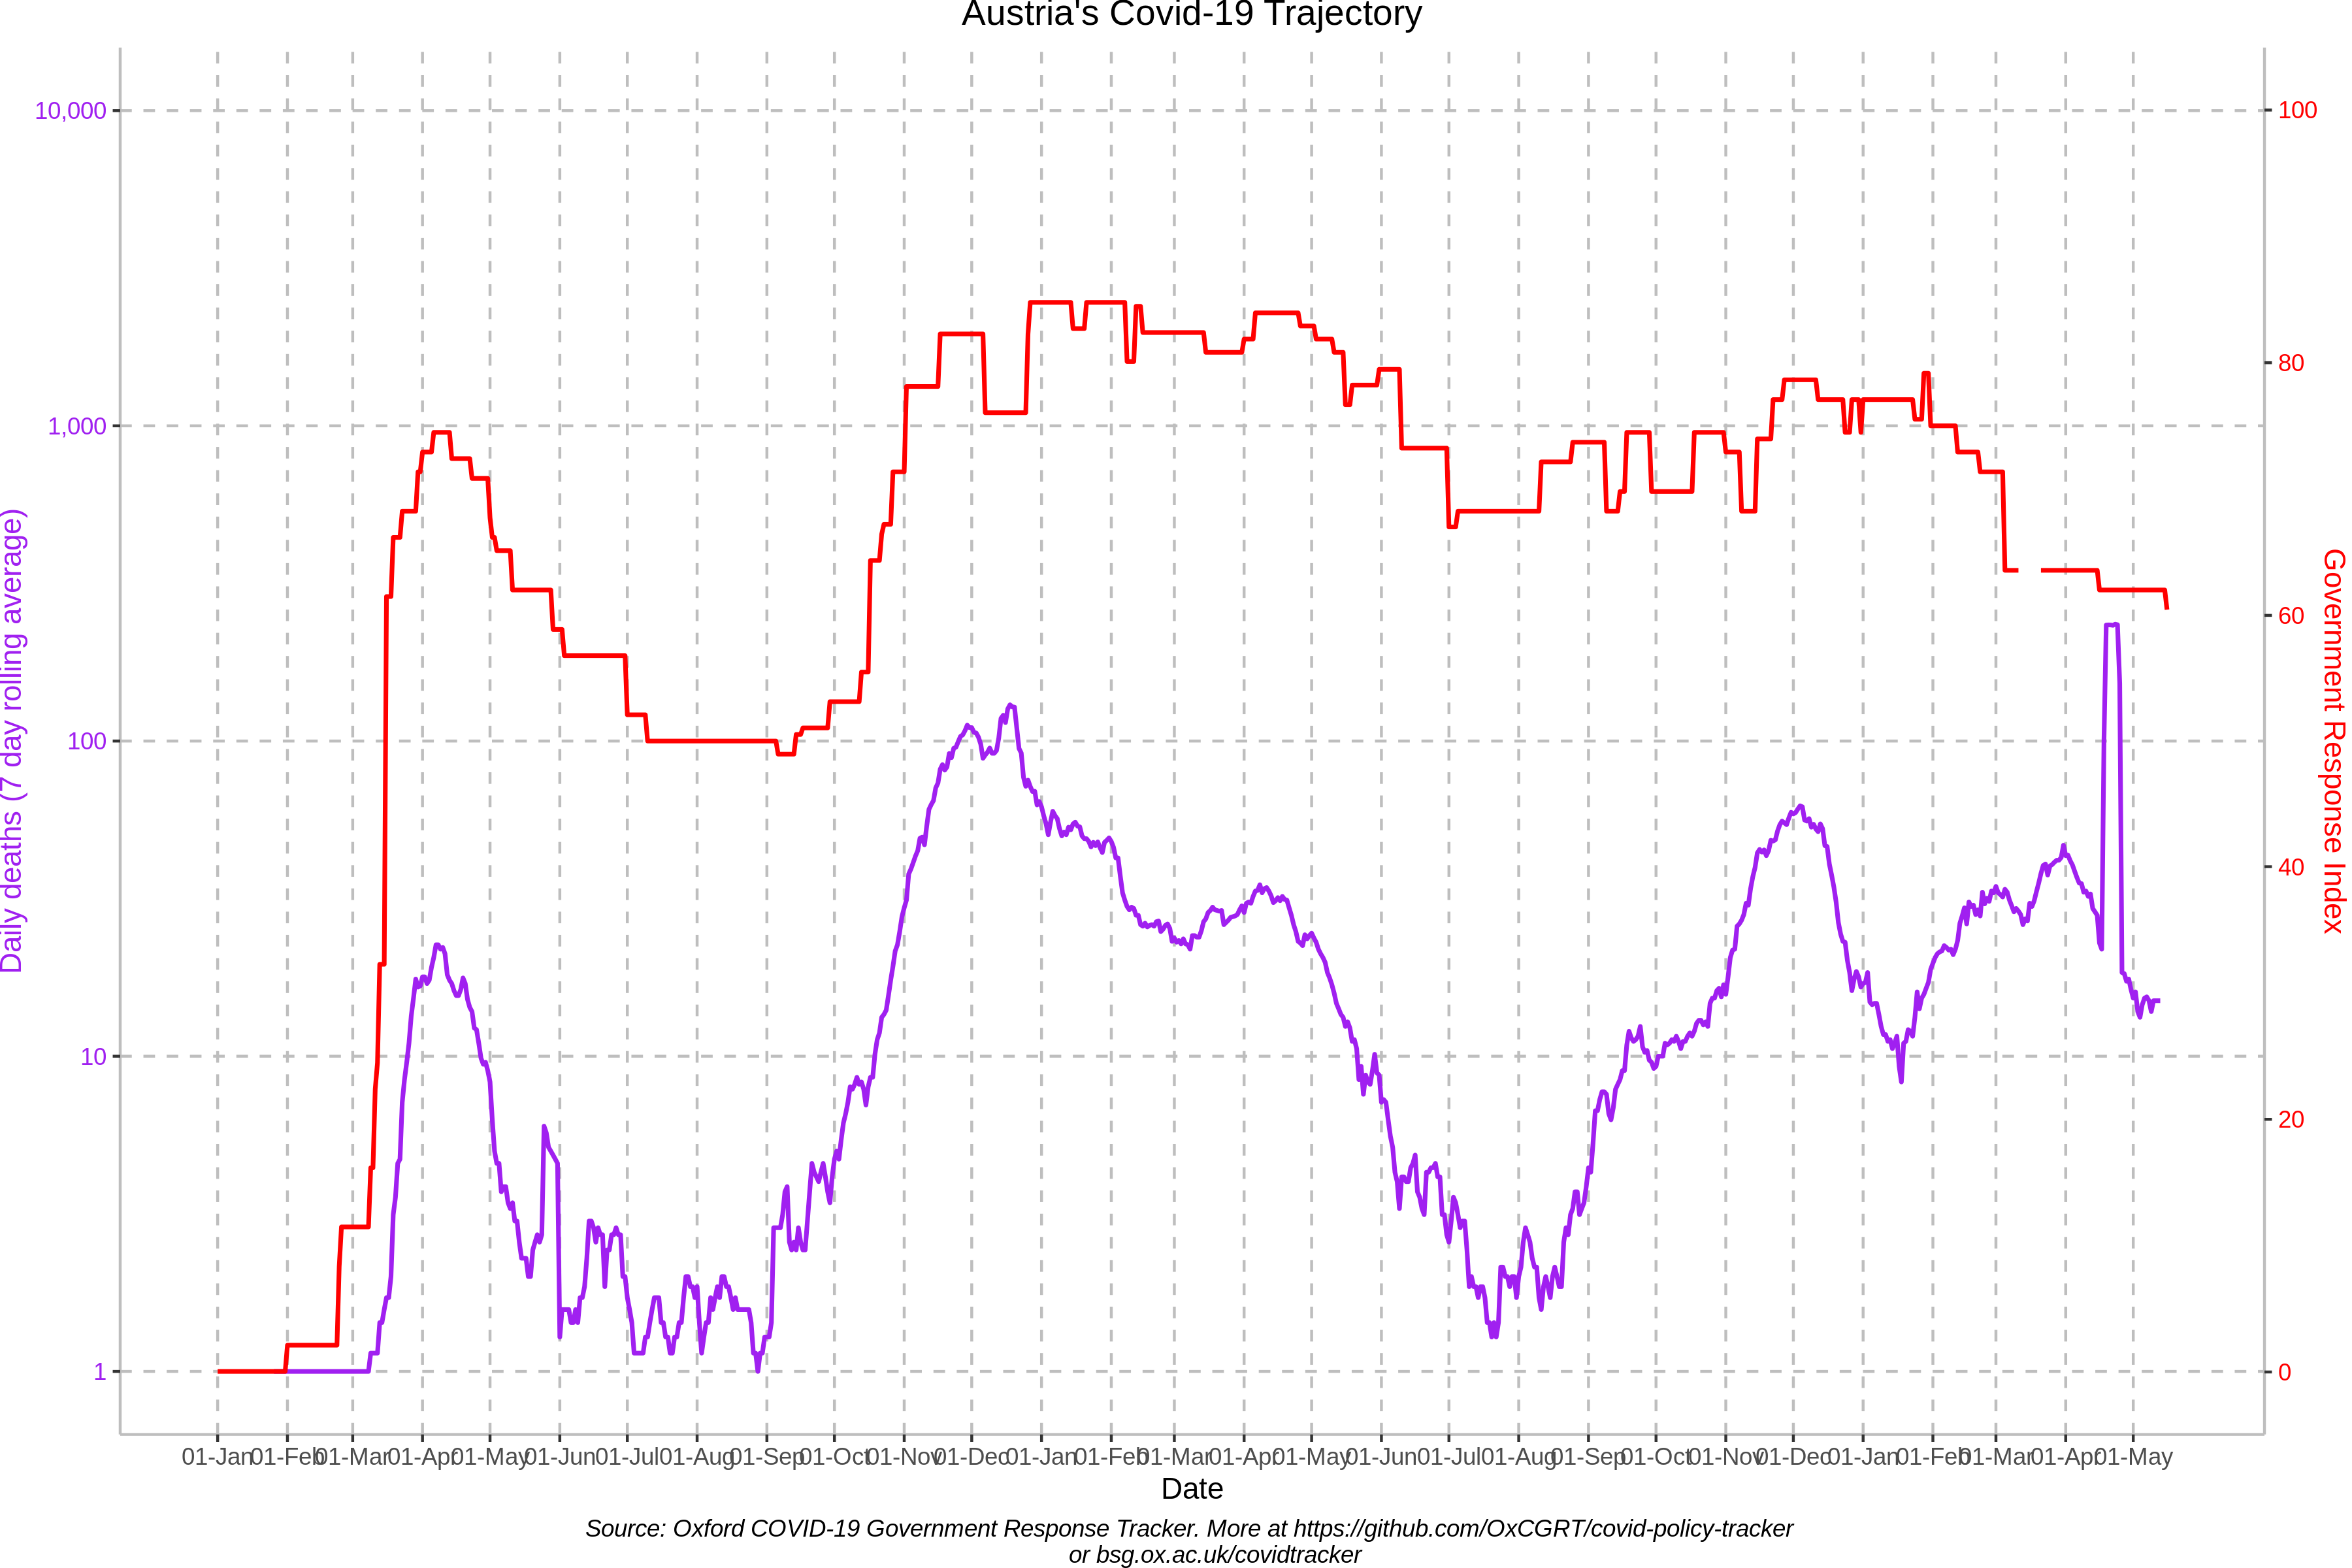 Austria's Covid-19 Trajectory
10,000
1,000
100
10
1
Daily deaths (7 day rolling average)
100
80
60
40
20
0
Government Response Index
01-Jan 01-Feb 01-Mar 01-Apr 01-May 01-Jun 01-Jul 01-Aug 01-Sep 01-Oct 01-Nov 01-Dec 01-Jan 01-Feb 01-Mar 01-Apr 01-May 01-Jun 01-Jul 01-Aug 01-Sep 01-Oct 01-Nov 01-Dec 01-Jan 01-Feb 01-Mar 01-Apr 01-May
Date
Source: Oxford COVID-19 Government Response Tracker. More at https://github.com/OxCGRT/covid-policy-tracker
or bsg.ox.ac.uk/covidtracker